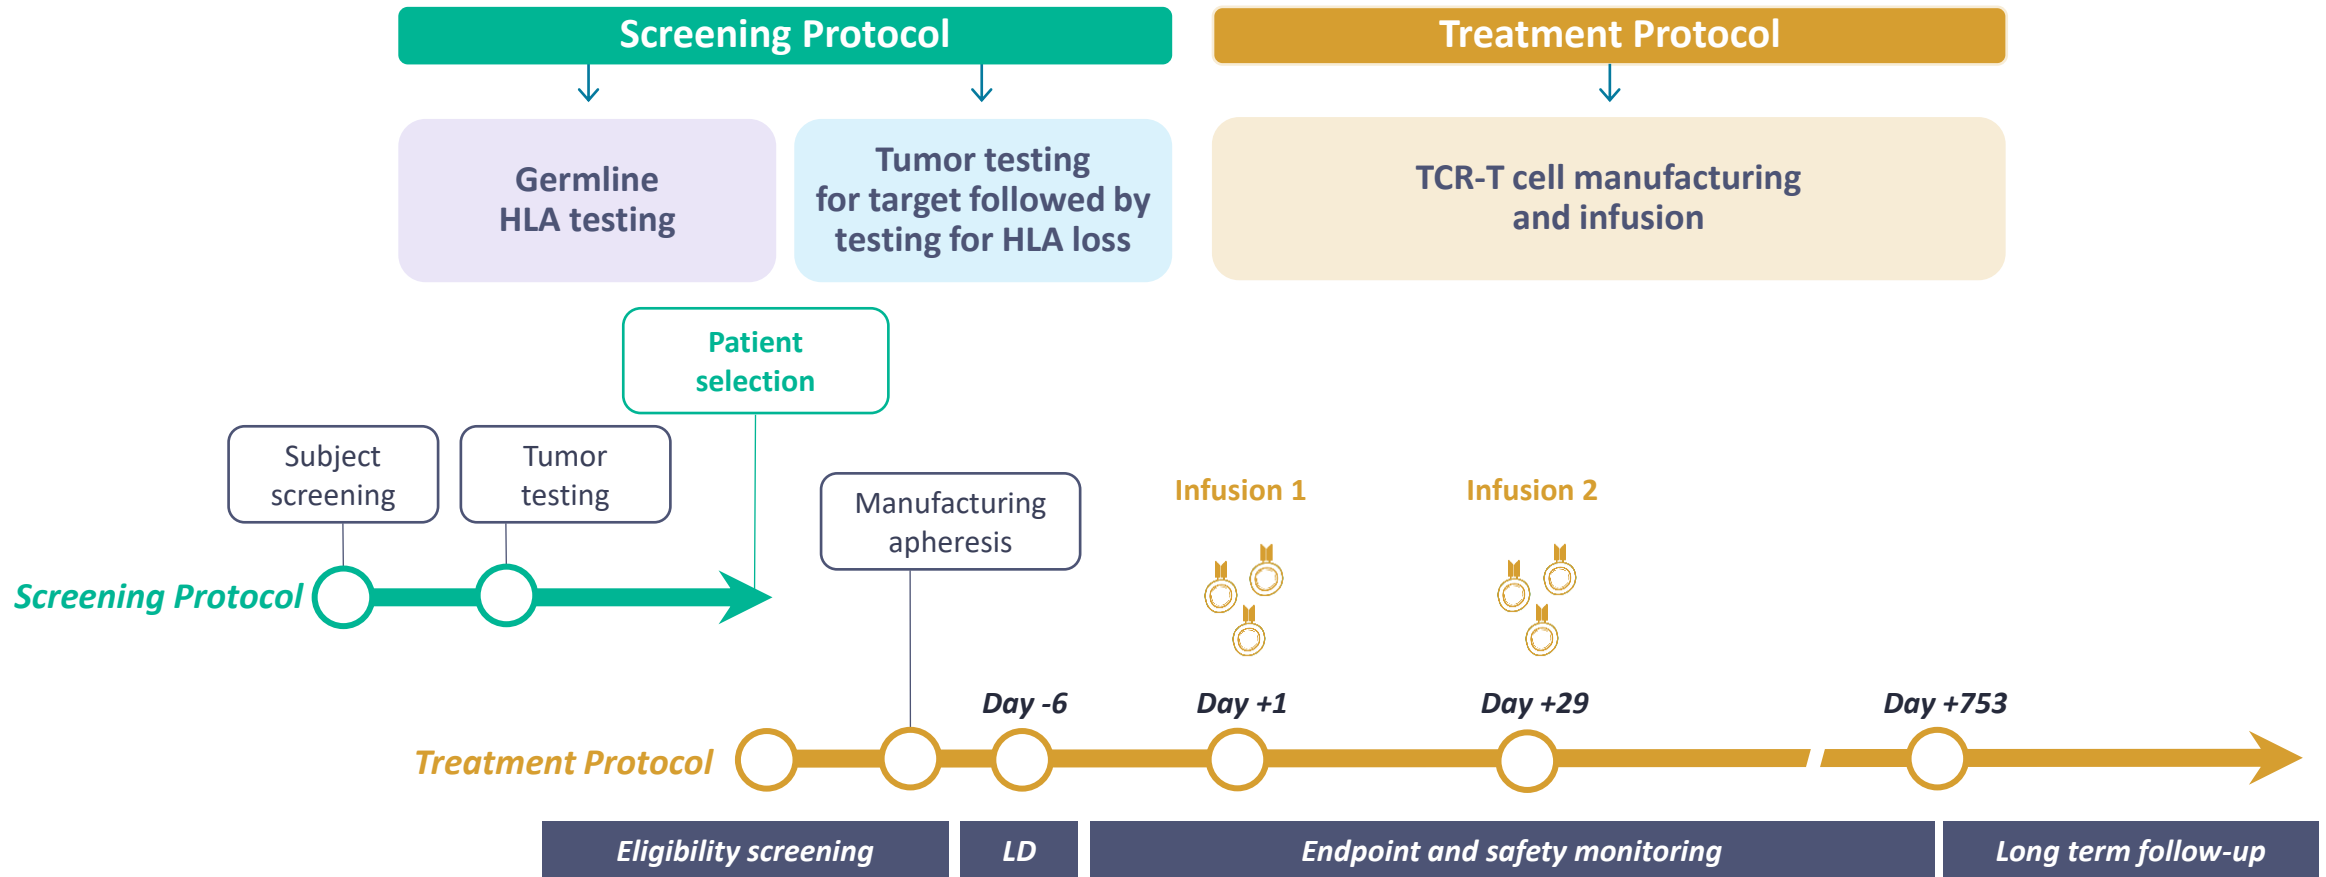 Screening Protocol
Treatment Protocol
Germline
HLA testing
Tumor testing
for target followed by
testing for HLA loss
TCR-T cell manufacturing
and infusion
Patient
selection
Subject
screening
Tumor
testing
Manufacturing
apheresis
Infusion 1
Infusion 2
Screening Protocol
Day -6
Day +1
Day +29
Day +753
Treatment Protocol
Eligibility screening
LD
Endpoint and safety monitoring
Long term follow-up